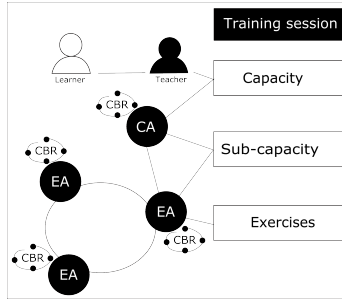 Training session
Learner
Teacher
Capacity
CBR
CA
Sub-capacity
CBR
EA
EA
Exercises
CBR
CBR
EA